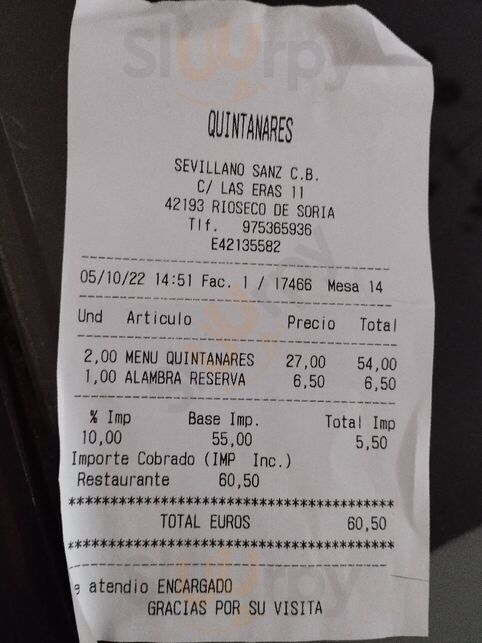 Sluurpy
QUINTANARES
SEVILLANO SANZ C.B.
C/ LAS ERAS 11
42193 RIOSECO DE SORIA
Tlf. 975365936
E42135582
05/10/22 14:51 Fac. 1 / 17466 Mesa 14
Und Articulo Precio Total
2,00 MENU QUINTANARES 27,00 54,00
1,00 ALAMBRA RESERVA 6,50 6,50
% Imp Base Imp. Total Imp
10,00 55,00 5,50
Importe Cobrado (IMP Inc.)
Restaurante 60,50
****************************************
TOTAL EUROS 60,50
****************************************
e atendio ENCARGADO
GRACIAS POR SU VISITA